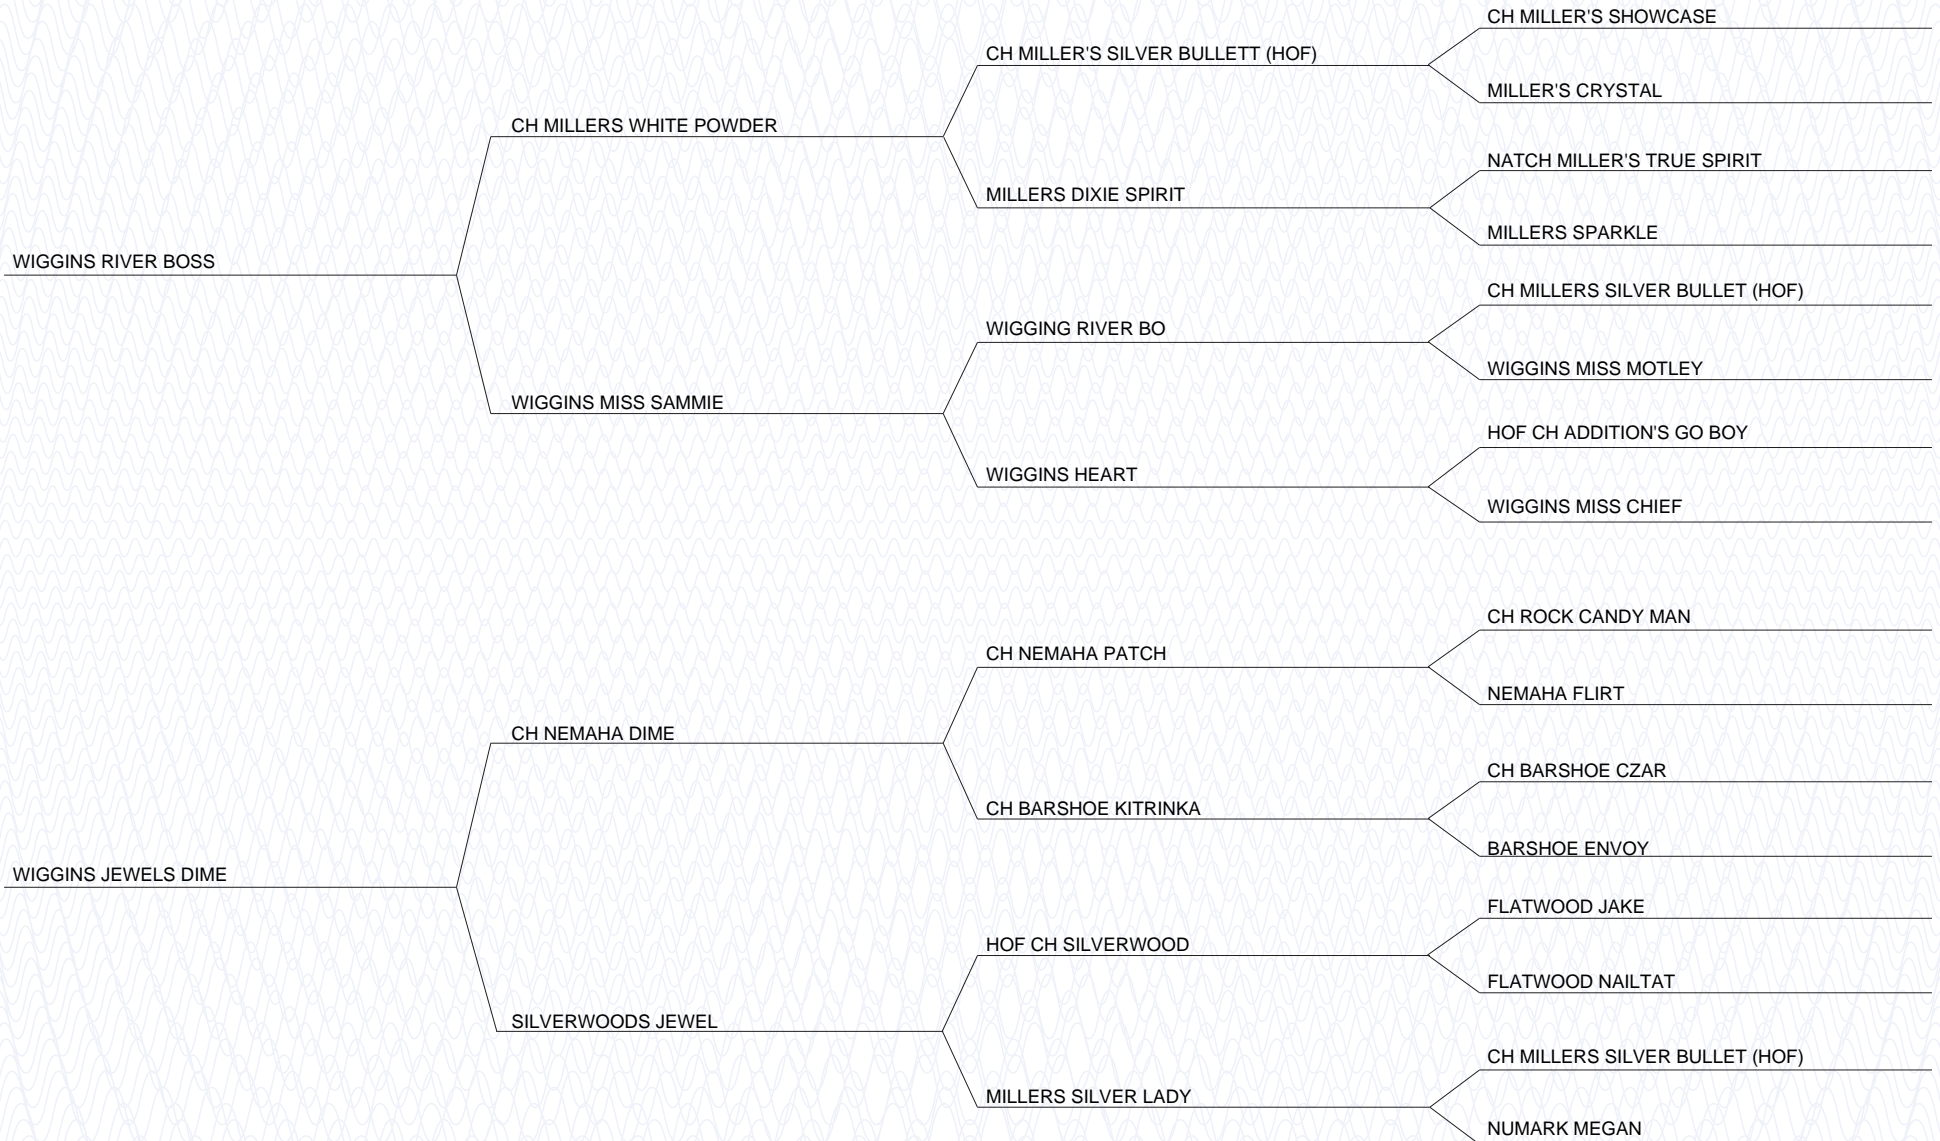 CH MILLER'S SHOWCASE
CH MILLER'S SILVER BULLETT (HOF)
MILLER'S CRYSTAL
CH MILLERS WHITE POWDER
NATCH MILLER'S TRUE SPIRIT
MILLERS DIXIE SPIRIT
MILLERS SPARKLE
WIGGINS RIVER BOSS
CH MILLERS SILVER BULLET (HOF)
WIGGING RIVER BO
WIGGINS MISS MOTLEY
WIGGINS MISS SAMMIE
HOF CH ADDITION'S GO BOY
WIGGINS HEART
WIGGINS MISS CHIEF
CH ROCK CANDY MAN
CH NEMAHA PATCH
NEMAHA FLIRT
CH NEMAHA DIME
CH BARSHOE CZAR
CH BARSHOE KITRINKA
BARSHOE ENVOY
WIGGINS JEWELS DIME
FLATWOOD JAKE
HOF CH SILVERWOOD
FLATWOOD NAILTAT
SILVERWOODS JEWEL
CH MILLERS SILVER BULLET (HOF)
MILLERS SILVER LADY
NUMARK MEGAN